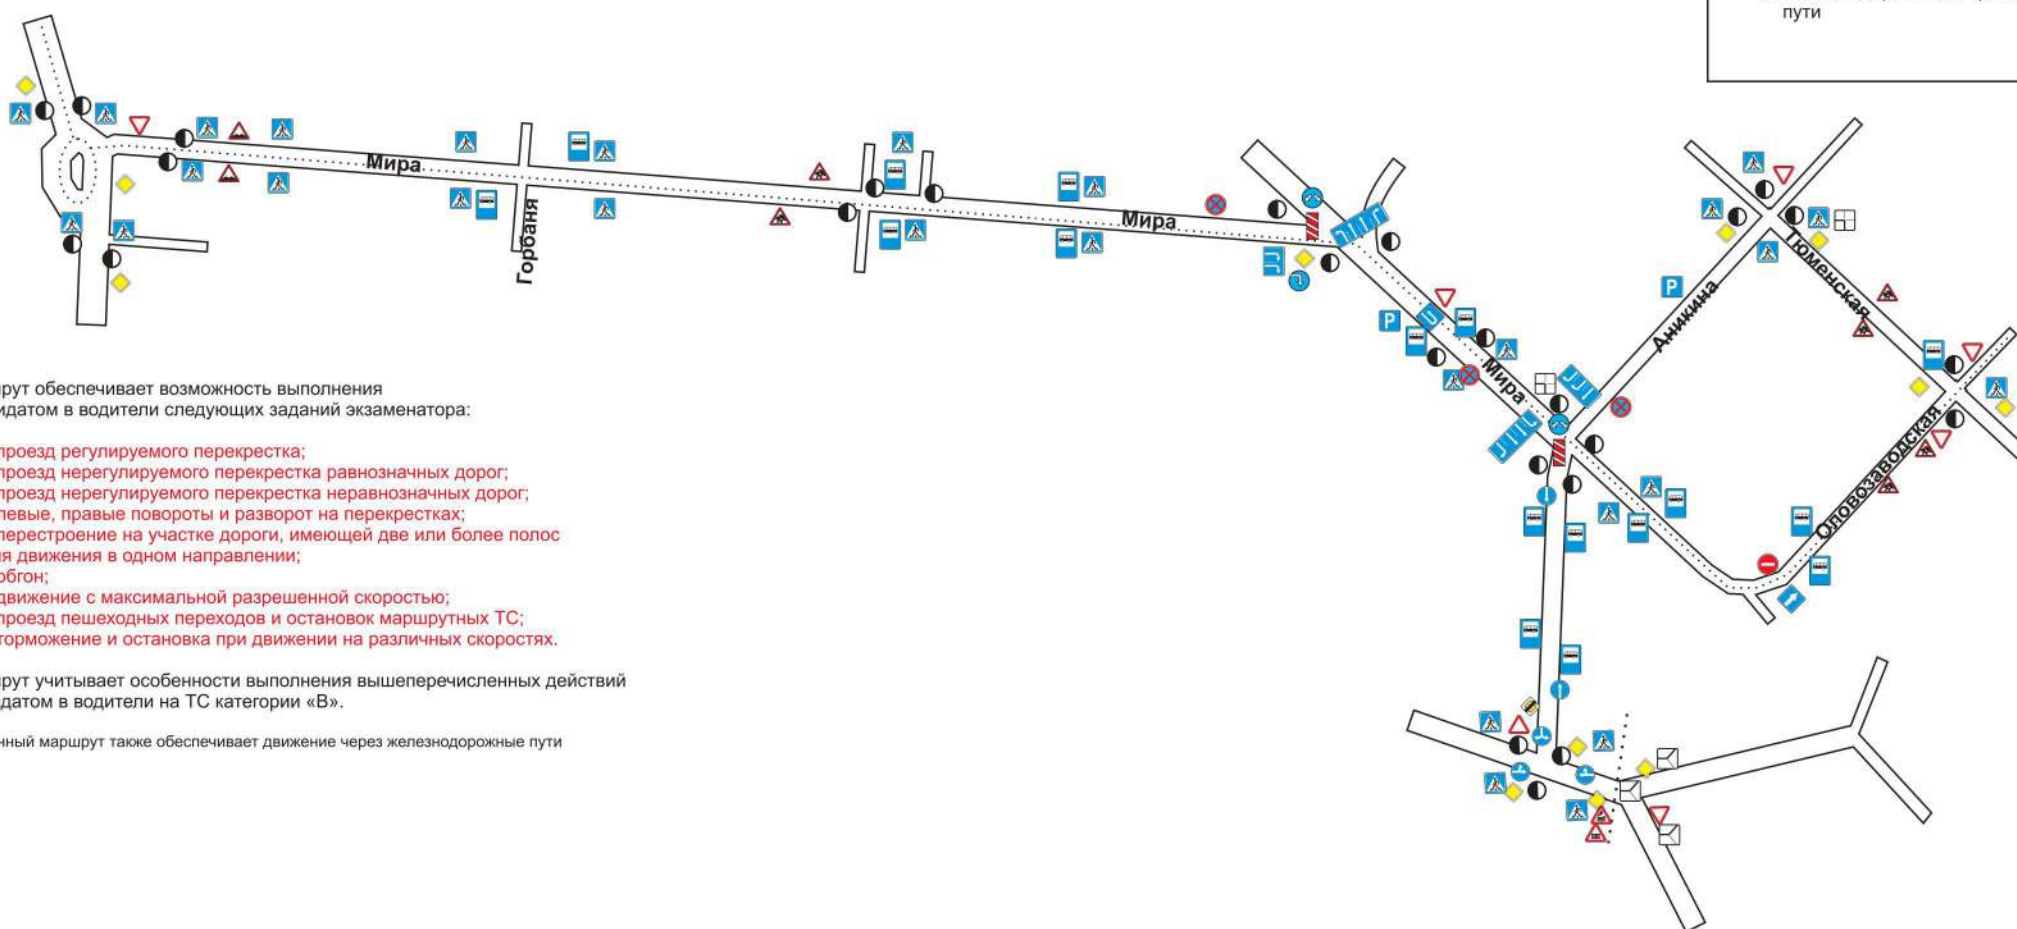 пути
Мира
Горбаня
Мира
Мира
Аникина
Тюменская
Оловозаводская
P
P
рут обеспечивает возможность выполнения
идатом в водители следующих заданий экзаменатора:
проезд регулируемого перекрестка;
проезд нерегулируемого перекрестка равнозначных дорог;
проезд нерегулируемого перекрестка неравнозначных дорог;
левые, правые повороты и разворот на перекрестках;
перестроение на участке дороги, имеющей две или более полос
я движения в одном направлении;
обгон;
движение с максимальной разрешенной скоростью;
проезд пешеходных переходов и остановок маршрутных ТС;
торможение и остановка при движении на различных скоростях.
рут учитывает особенности выполнения вышеперечисленных действий
датом в водители на ТС категории «В».
нный маршрут также обеспечивает движение через железнодорожные пути